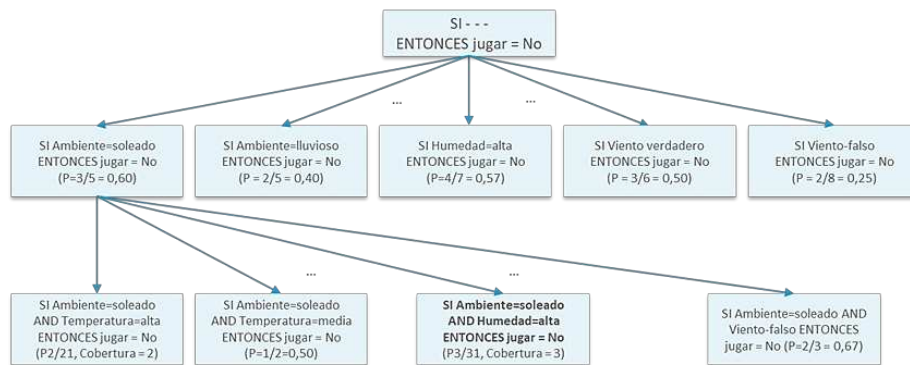 SI - - -
ENTONCES jugar = No
...
...
SI Ambiente=soleado
ENTONCES jugar = No
(P=3/5 = 0,60)
SI Ambiente=lluvioso
ENTONCES jugar = No
(P = 2/5 = 0,40)
SI Humedad=alta
ENTONCES jugar = No
(P=4/7 = 0,57)
SI Viento verdadero
ENTONCES jugar = No
(P = 3/6 = 0,50)
SI Viento-falso
ENTONCES jugar = No
(P = 2/8 = 0,25)
...
...
SI Ambiente=soleado
AND Temperatura=alta
ENTONCES jugar = No
(P2/21, Cobertura = 2)
SI Ambiente=soleado
AND Temperatura=media
ENTONCES jugar = No
(P=1/2=0,50)
SI Ambiente=soleado
AND Humedad=alta
ENTONCES jugar = No
(P3/31, Cobertura = 3)
SI Ambiente=soleado AND
Viento-falso ENTONCES
jugar = No (P=2/3 = 0,67)